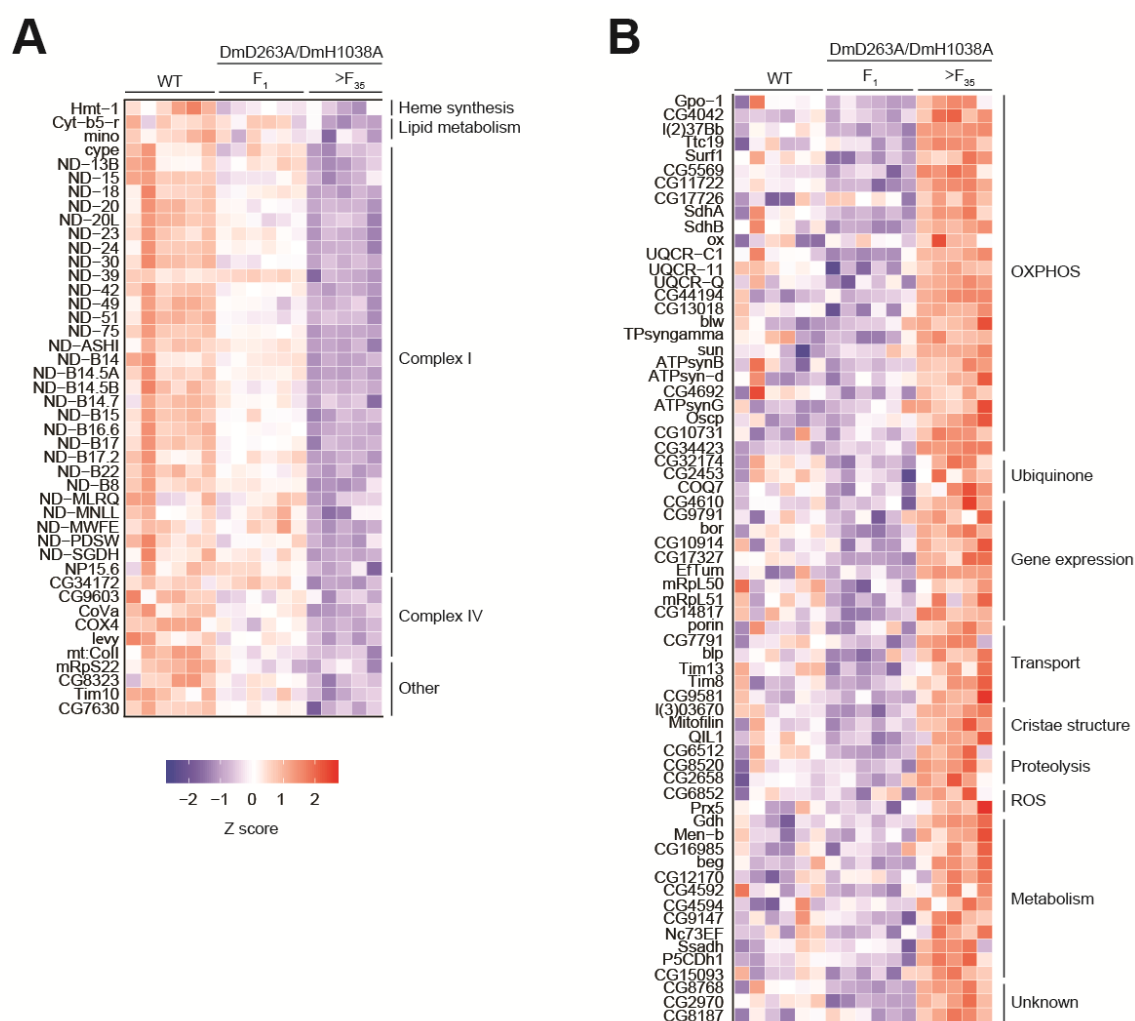 A
DmD263A/DmH1038A
WT
F1
>F35
Hmt−1
Cyt−b5−r
mino
cype
ND−13B
ND−15
ND−18
ND−20
ND−20L
ND−23
ND−24
ND−30
ND−39
ND−42
ND−49
ND−51
ND−75
ND−ASHI
ND−B14
ND−B14.5A
ND−B14.5B
ND−B14.7
ND−B15
ND−B16.6
ND−B17
ND−B17.2
ND−B22
ND−B8
ND−MLRQ
ND−MNLL
ND−MWFE
ND−PDSW
ND−SGDH
NP15.6
CG34172
CG9603
CoVa
COX4
levy
mt:CoII
mRpS22
CG8323
Tim10
CG7630
Heme synthesis
Lipid metabolism
Complex I
Complex IV
Other
−2 −1 0 1 2
Z score
B
DmD263A/DmH1038A
WT
F1
>F35
Gpo−1
CG4042
l(2)37Bb
Ttc19
Surf1
CG5569
CG11722
CG17726
SdhA
SdhB
ox
UQCR−C1
UQCR−11
UQCR−Q
CG44194
CG13018
blw
TPsyngamma
sun
ATPsynB
ATPsyn−d
CG4692
ATPsynG
Oscp
CG10731
CG34423
CG32174
CG2453
COQ7
CG4610
CG9791
bor
CG10914
CG17327
EfTum
mRpL50
mRpL51
CG14817
porin
CG7791
blp
Tim13
Tim8
CG9581
l(3)03670
Mitofilin
QIL1
CG6512
CG8520
CG2658
CG6852
Prx5
Gdh
Men−b
CG16985
beg
CG12170
CG4592
CG4594
CG9147
Nc73EF
Ssadh
P5CDh1
CG15093
CG8768
CG2970
CG8187
OXPHOS
Ubiquinone
Gene expression
Transport
Cristae structure
Proteolysis
ROS
Metabolism
Unknown